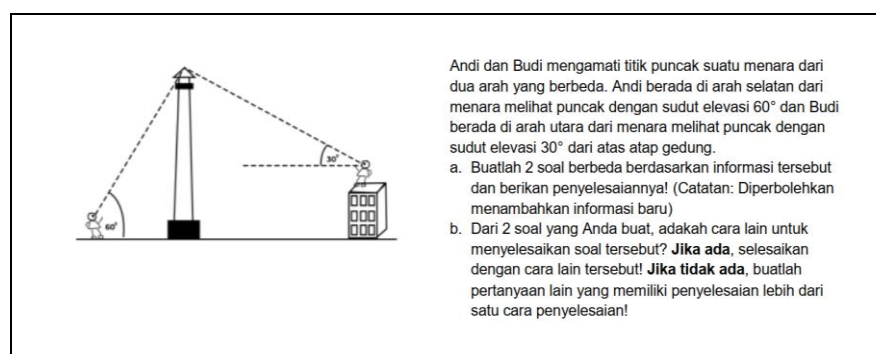 60°
30°
Andi dan Budi mengamati titik puncak suatu menara dari
dua arah yang berbeda. Andi berada di arah selatan dari
menara melihat puncak dengan sudut elevasi 60° dan Budi
berada di arah utara dari menara melihat puncak dengan
sudut elevasi 30° dari atas atap gedung.
a. Buatlah 2 soal berbeda berdasarkan informasi tersebut
dan berikan penyelesaiannya! (Catatan: Diperbolehkan
menambahkan informasi baru)
b. Dari 2 soal yang Anda buat, adakah cara lain untuk
menyelesaikan soal tersebut? Jika ada, selesaikan
dengan cara lain tersebut! Jika tidak ada, buatlah
pertanyaan lain yang memiliki penyelesaian lebih dari
satu cara penyelesaian!